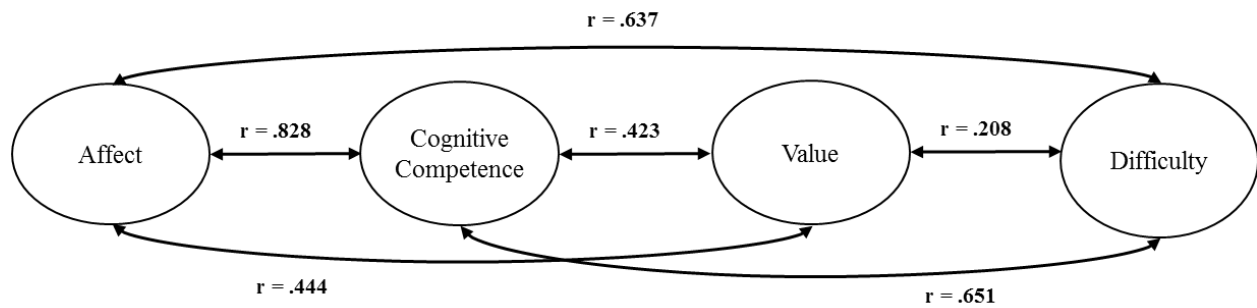 r = .637
r = .828
r = .423
r = .208
Affect
Cognitive
Competence
Value
Difficulty
r = .444
r = .651